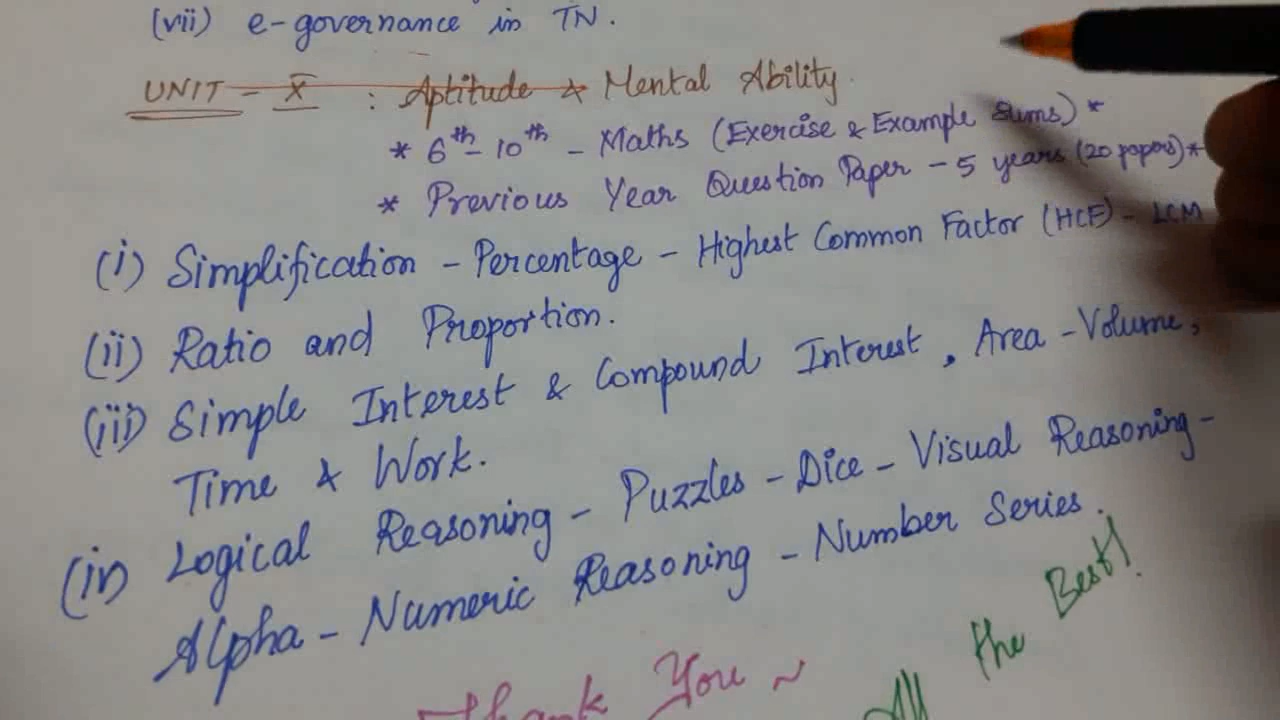 (vii) e-governance in TN.
UNIT - X : Aptitude & Mental Ability.
* 6th - 10th - Maths (Exercise & Example Sums) *
* Previous Year Question Paper - 5 years (20 papers) *
(i) Simplification - Percentage - Highest Common Factor (HCF) - LCM
(ii) Ratio and Proportion.
(iii) Simple Interest & Compound Interest, Area - Volume,
Time & Work.
(iv) Logical Reasoning - Puzzles - Dice - Visual Reasoning -
Alpha - Numeric Reasoning - Number Series.
Thank You ~
All the Best!